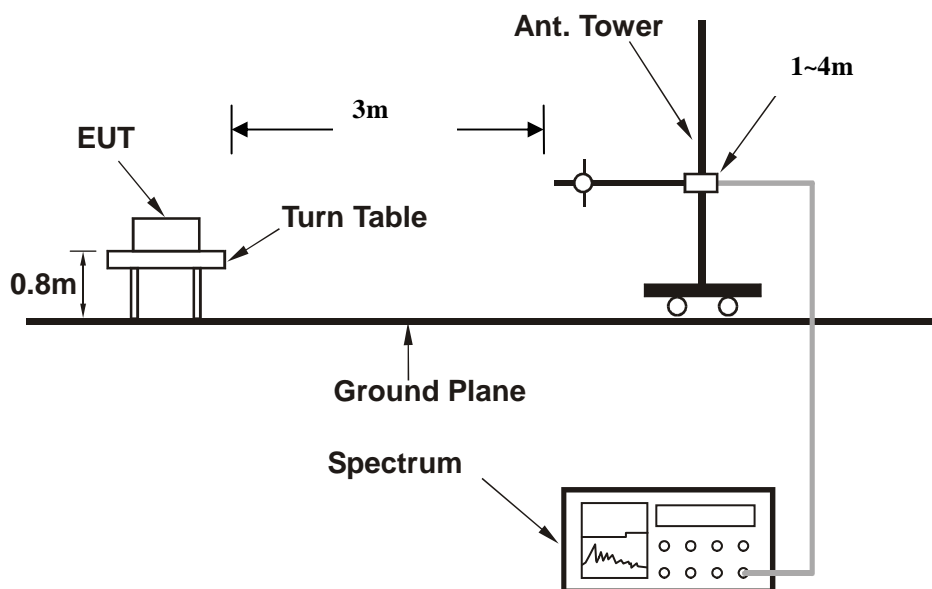 Ant. Tower
1~4m
3m
EUT
Turn Table
0.8m
Ground Plane
Spectrum